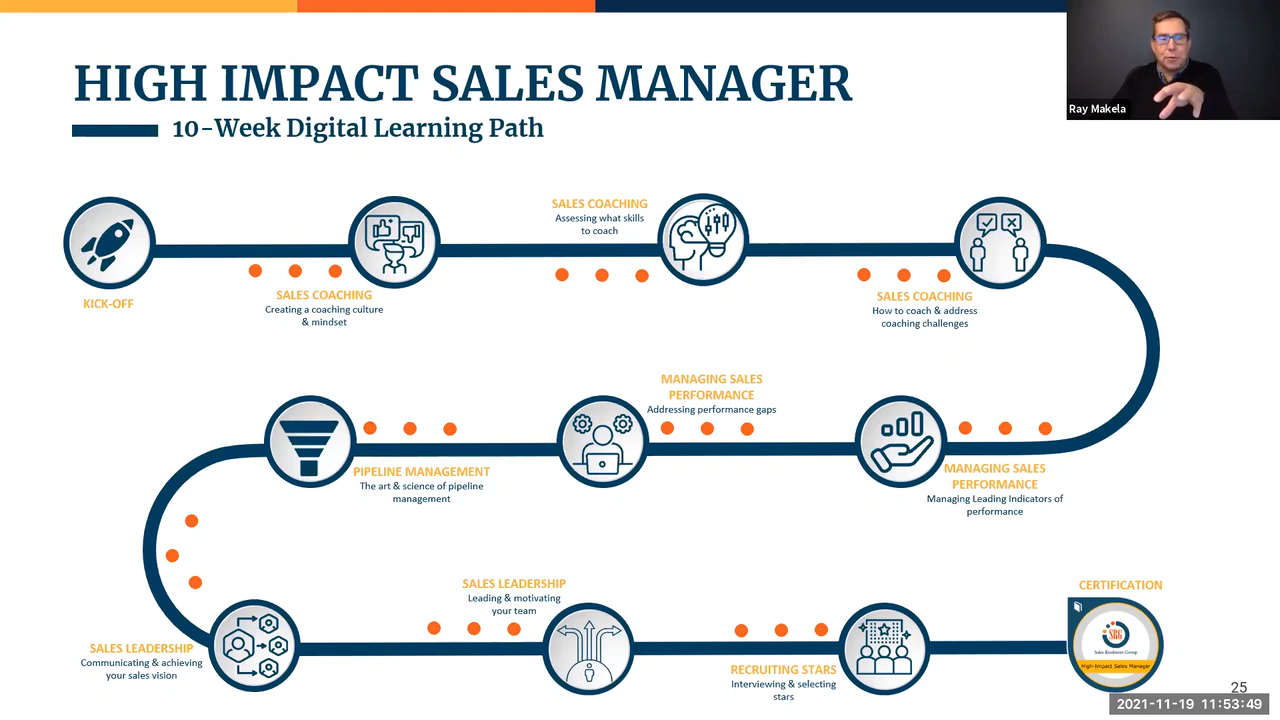 HIGH IMPACT SALES MANAGER
10-Week Digital Learning Path
Ray Makela
KICK-OFF
SALES COACHING
Creating a coaching culture
& mindset
SALES COACHING
Assessing what skills
to coach
SALES COACHING
How to coach & address
coaching challenges
MANAGING SALES
PERFORMANCE
Managing Leading Indicators of
performance
MANAGING SALES
PERFORMANCE
Addressing performance gaps
PIPELINE MANAGEMENT
The art & science of pipeline
management
SALES LEADERSHIP
Communicating & achieving
your sales vision
SALES LEADERSHIP
Leading & motivating
your team
RECRUITING STARS
Interviewing & selecting
stars
CERTIFICATION
SRG
Sales Readiness Group
High-Impact Sales Manager
25
2021-11-19 11:53:49